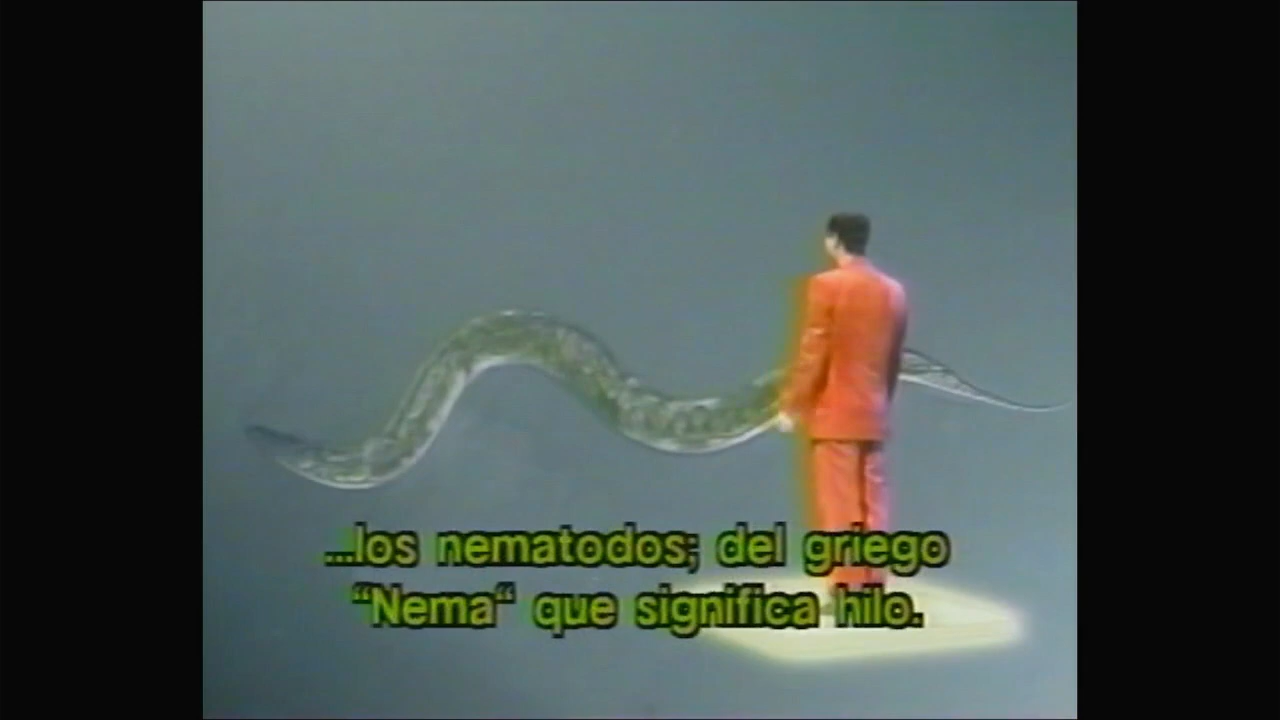 ...los nematodos; del griego
“Nema“ que significa hilo.